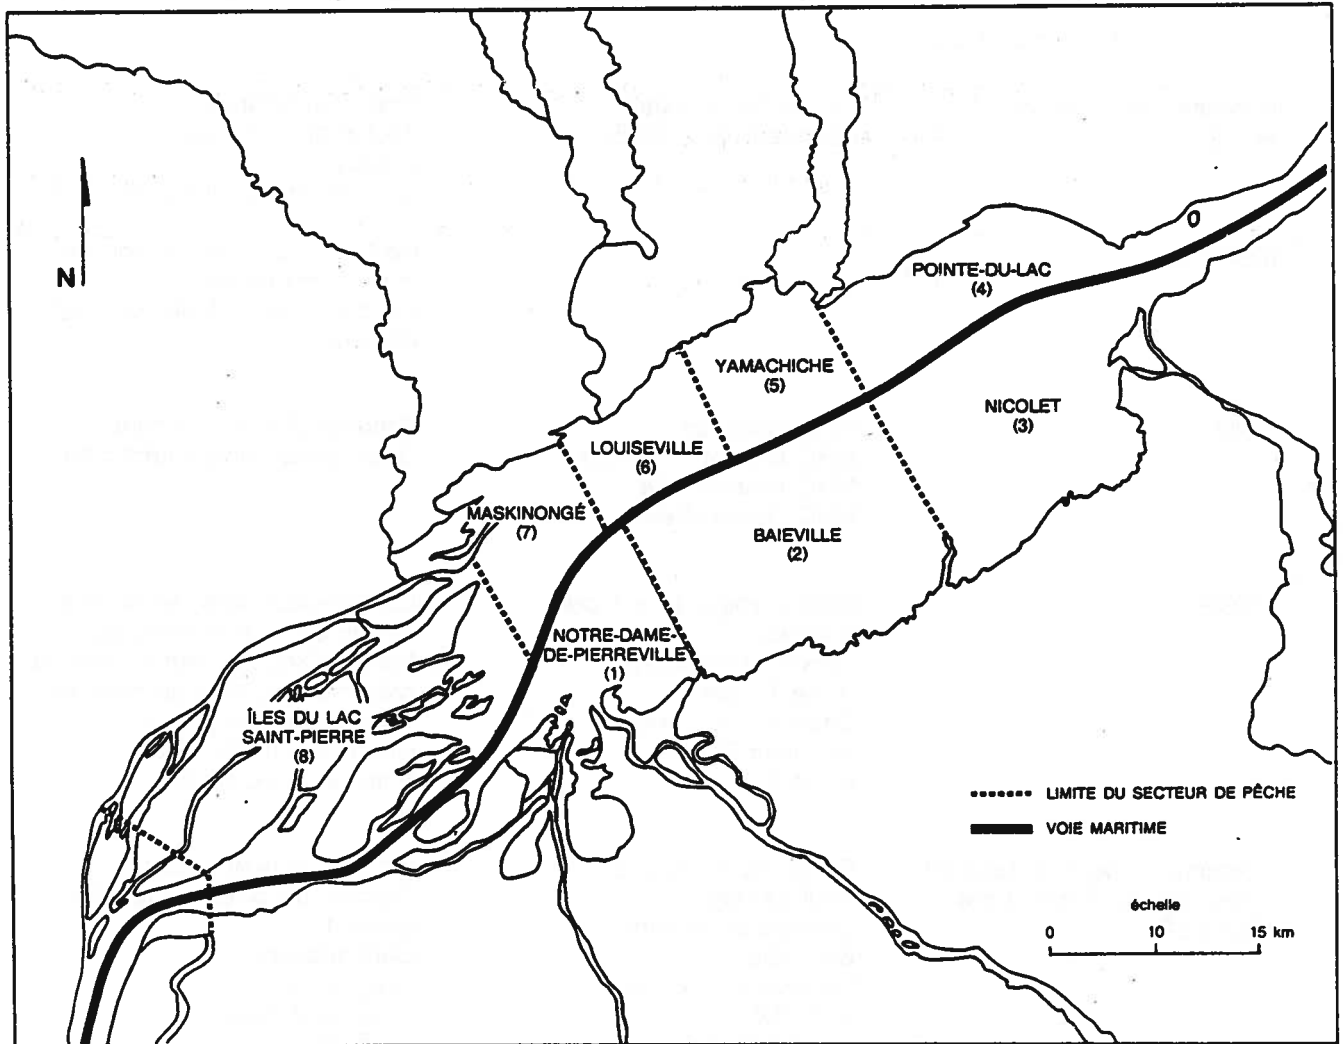 N
POINTE-DU-LAC
(4)
YAMACHICHE
(5)
NICOLET
(3)
LOUISEVILLE
(6)
MASKINONGÉ
(7)
BAIEVILLE
(2)
NOTRE-DAME-
DE-PIERREVILLE
(1)
ÎLES DU LAC
SAINT-PIERRE
(8)
LIMITE DU SECTEUR DE PÊCHE
VOIE MARITIME
échelle
0 10 15 km